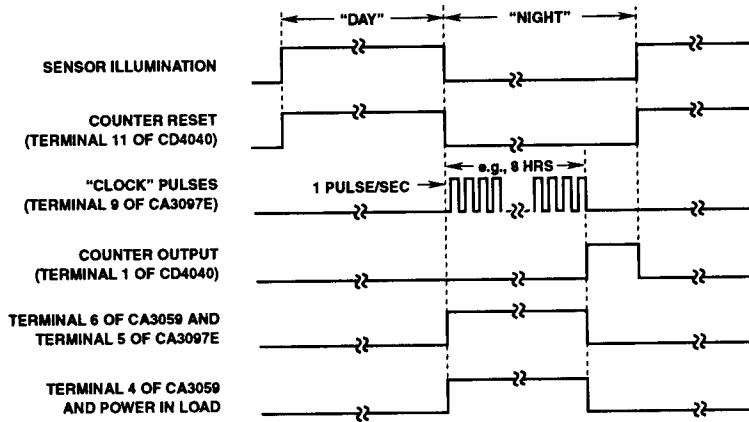 “DAY”
“NIGHT”
SENSOR ILLUMINATION
COUNTER RESET
(TERMINAL 11 OF CD4040)
e.g., 8 HRS
“CLOCK” PULSES
(TERMINAL 9 OF CA3097E)
1 PULSE/SEC
COUNTER OUTPUT
(TERMINAL 1 OF CD4040)
TERMINAL 6 OF CA3059 AND
TERMINAL 5 OF CA3097E
TERMINAL 4 OF CA3059
AND POWER IN LOAD